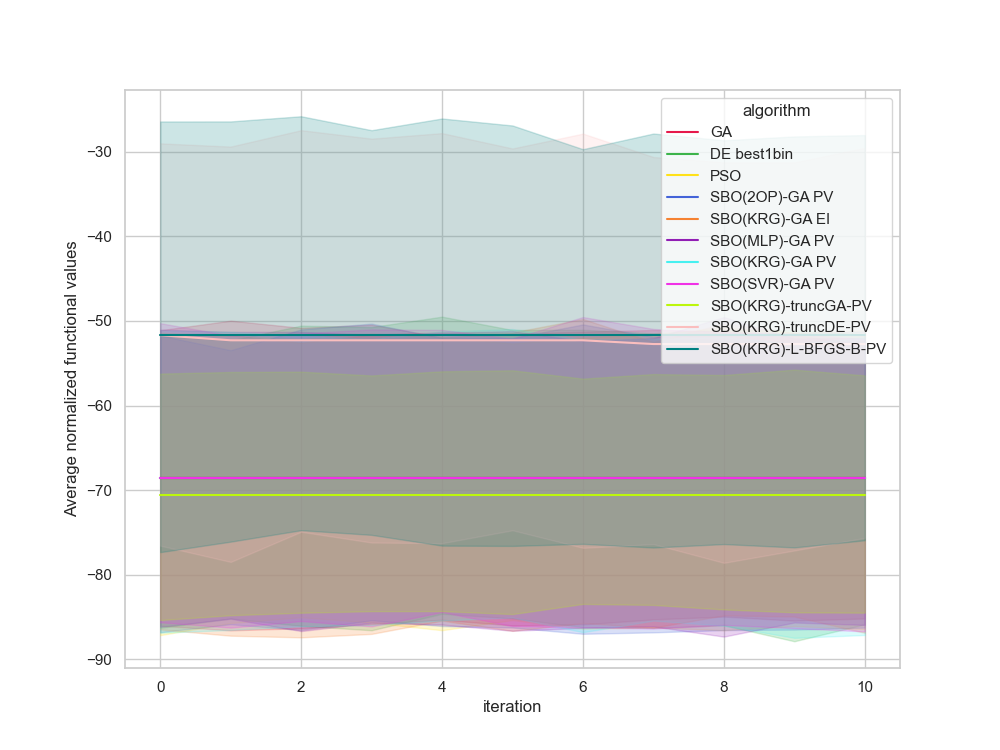 algorithm
GA
DE best1bin
PSO
SBO(2OP)-GA PV
SBO(KRG)-GA EI
SBO(MLP)-GA PV
SBO(KRG)-GA PV
SBO(SVR)-GA PV
SBO(KRG)-truncGA-PV
SBO(KRG)-truncDE-PV
SBO(KRG)-L-BFGS-B-PV
Average normalized functional values
−30
−40
−50
−60
−70
−80
−90
0 2 4 6 8 10
iteration